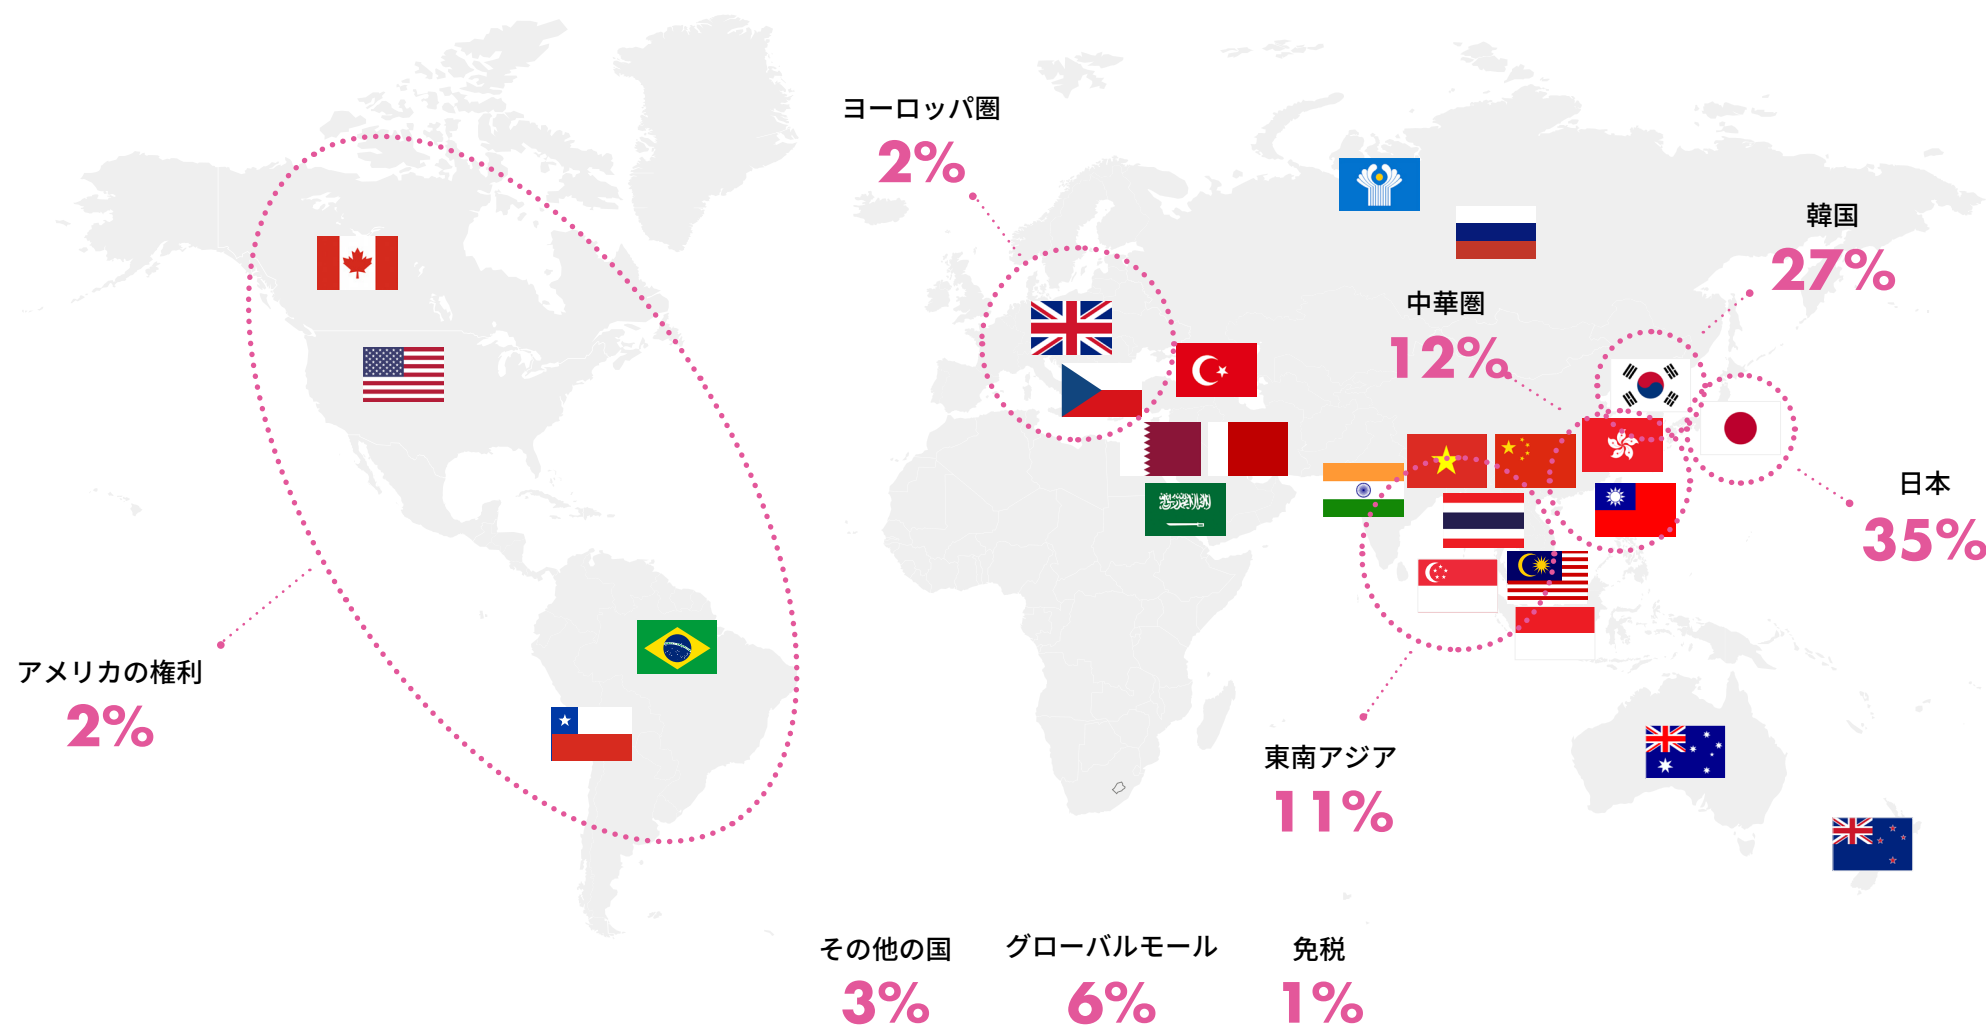 ヨーロッパ圏
2%
韓国
27%
中華圏
12%
日本
35%
アメリカの権利
2%
東南アジア
11%
その他の国
3%
グローバルモール
6%
免税
1%